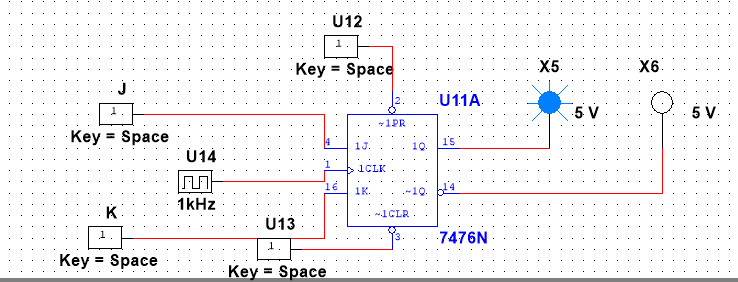 U12
1
Key = Space
X5
X6
J
U11A
1
2
~1PR
5 V
5 V
Key = Space
4
1J
1Q
15
U14
1
1CLK
16
1K
~1Q
14
1kHz
K
U13
~1CLR
1
1
3
7476N
Key = Space
Key = Space